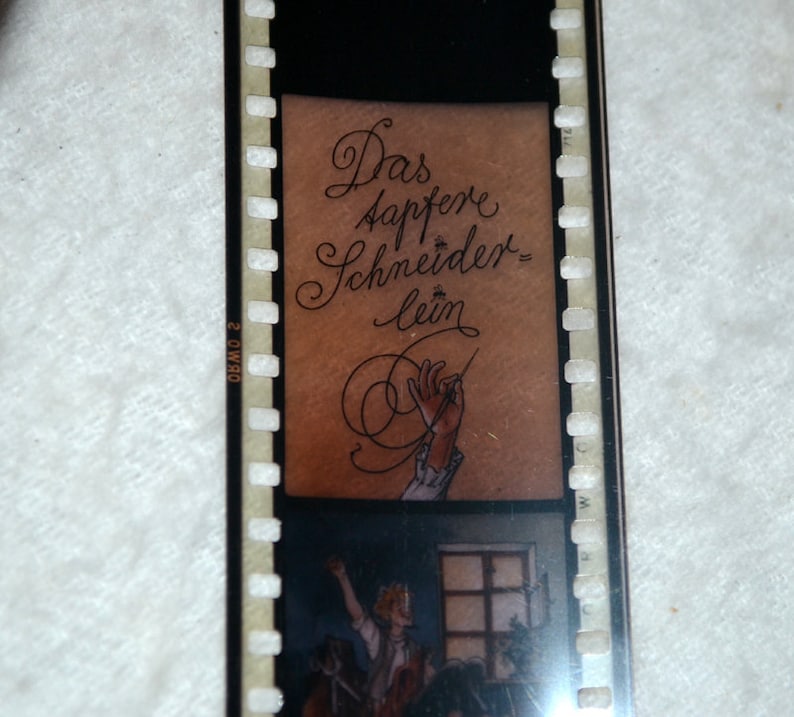 Das
tapfere
Schneider=
lein
ORWO 2